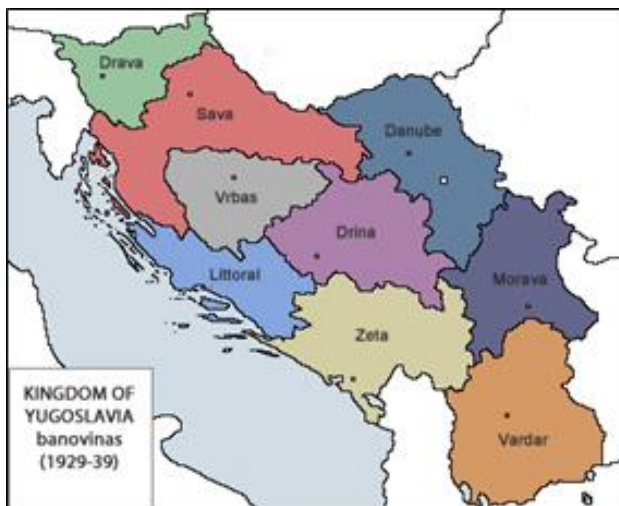 Drava
Sava
Danube
Vrbas
Drina
Littoral
Morava
Zeta
Vardar
KINGDOM OF
YUGOSLAVIA
banovinas
(1929-39)